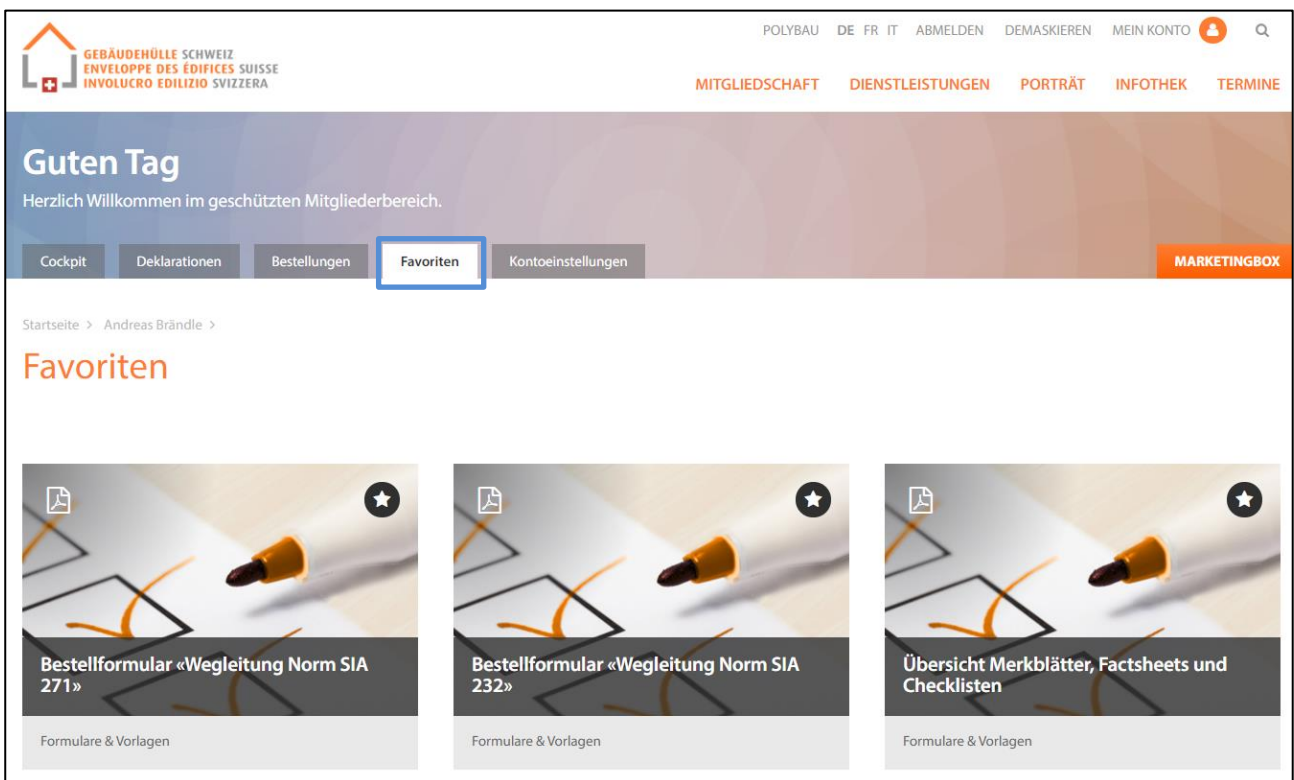 POLYBAU DE FR IT ABMELDEN DEMASKIEREN MEIN KONTO
GEBÄUDEHÜLLE SCHWEIZ
ENVELOPPE DES ÉDIFICES SUISSE
INVOLUCRO EDILIZIO SVIZZERA
MITGLIEDSCHAFT DIENSTLEISTUNGEN PORTRÄT INFOTHEK TERMINE
Guten Tag
Herzlich Willkommen im geschützten Mitgliederbereich.
Cockpit Deklarationen Bestellungen Favoriten Kontoeinstellungen MARKETINGBOX
Startseite > Andreas Brändle >
Favoriten
Bestellformular «Wegleitung Norm SIA
271»
Formulare & Vorlagen
Bestellformular «Wegleitung Norm SIA
232»
Formulare & Vorlagen
Übersicht Merkblätter, Factsheets und
Checklisten
Formulare & Vorlagen